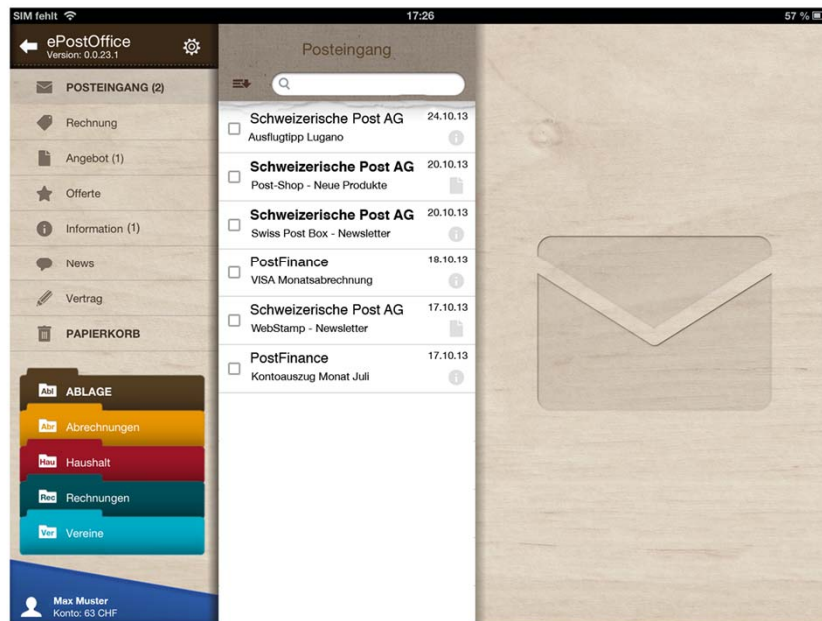 SIM fehlt 17:26 57 %
ePostOffice
Version: 0.0.23.1
POSTEINGANG (2)
Rechnung
Angebot (1)
Offerte
Information (1)
News
Vertrag
PAPIERKORB
Abl ABLAGE
Abr Abrechnungen
Hau Haushalt
Rec Rechnungen
Ver Vereine
Max Muster
Konto: 63 CHF
Posteingang
Schweizerische Post AG 24.10.13
Ausflugtipp Lugano
Schweizerische Post AG 20.10.13
Post-Shop - Neue Produkte
Schweizerische Post AG 20.10.13
Swiss Post Box - Newsletter
PostFinance 18.10.13
VISA Monatsabrechnung
Schweizerische Post AG 17.10.13
WebStamp - Newsletter
PostFinance 17.10.13
Kontoauszug Monat Juli